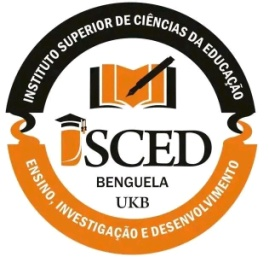 INSTITUTO SUPERIOR DE CIÊNCIAS DA EDUCAÇÃO
ISCED
BENGUELA
UKB
ENSINO, INVESTIGAÇÃO E DESENVOLVIMENTO